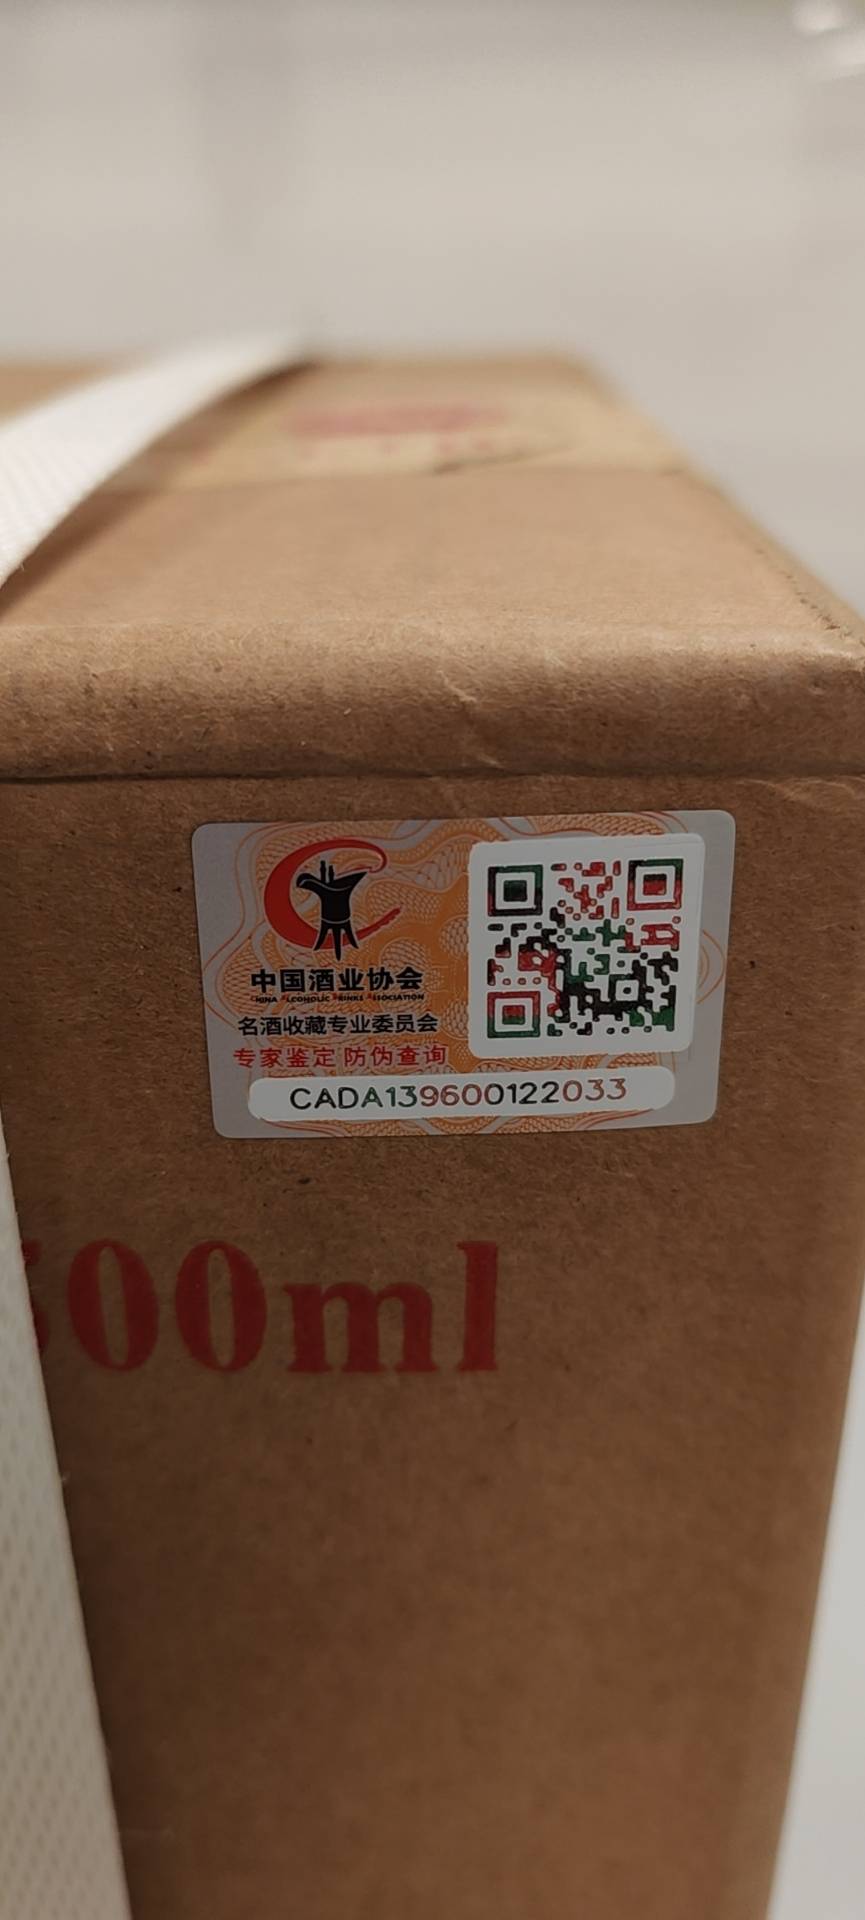 中国酒业协会
CHINA ALCOHOLIC DRINKS ASSOCIATION
名酒收藏专业委员会
专家鉴定 防伪查询
CADA139600122033
00ml